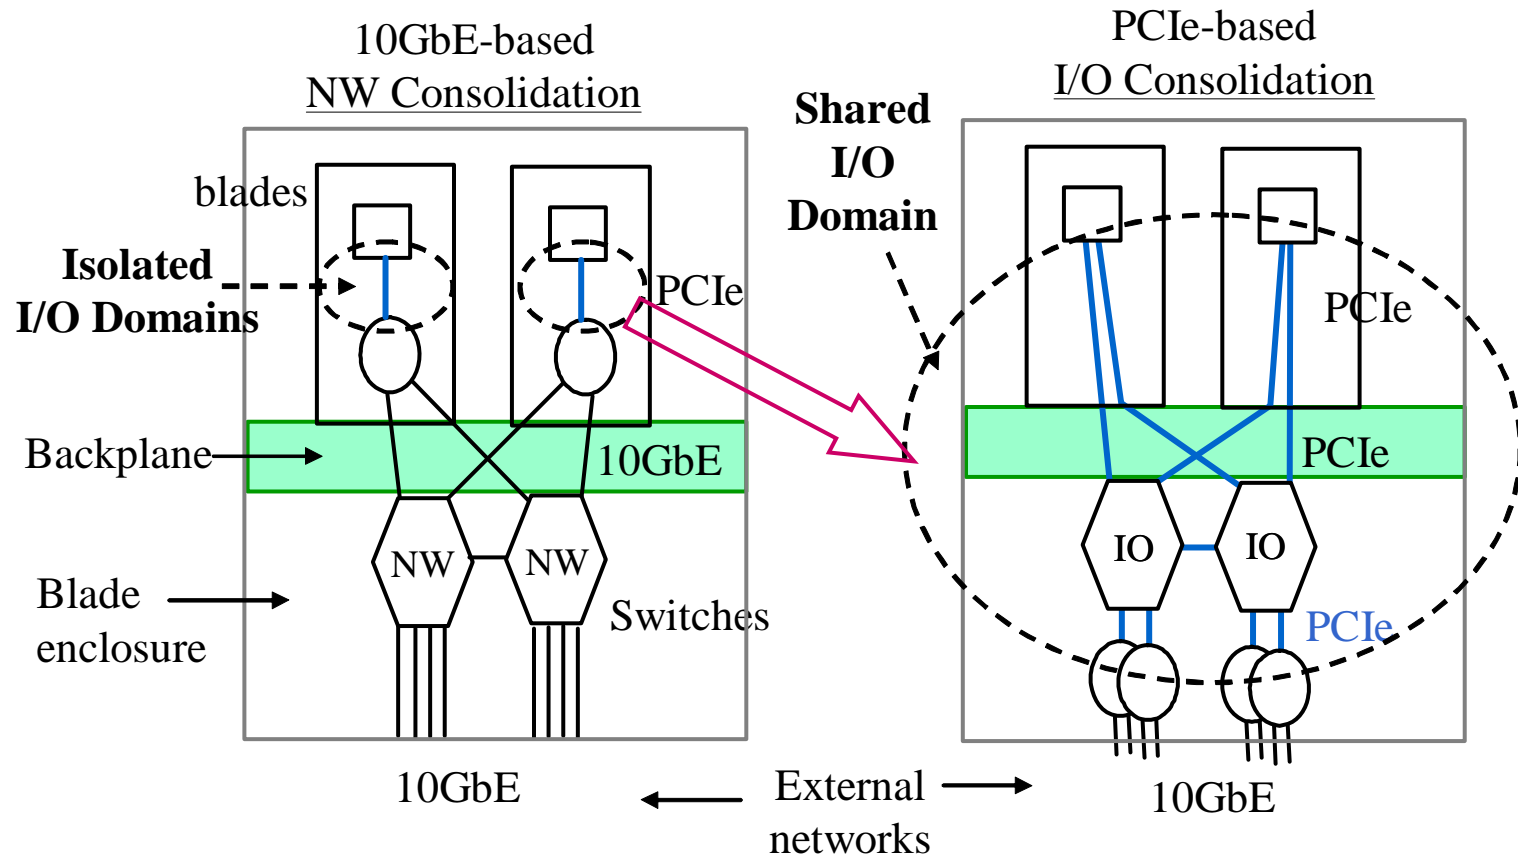 10GbE-based
NW Consolidation
PCIe-based
I/O Consolidation
Shared
I/O
Domain
blades
Isolated
I/O Domains
PCIe
PCIe
Backplane
10GbE
PCIe
NW
NW
IO
IO
Blade
enclosure
Switches
PCIe
10GbE
External
networks
10GbE